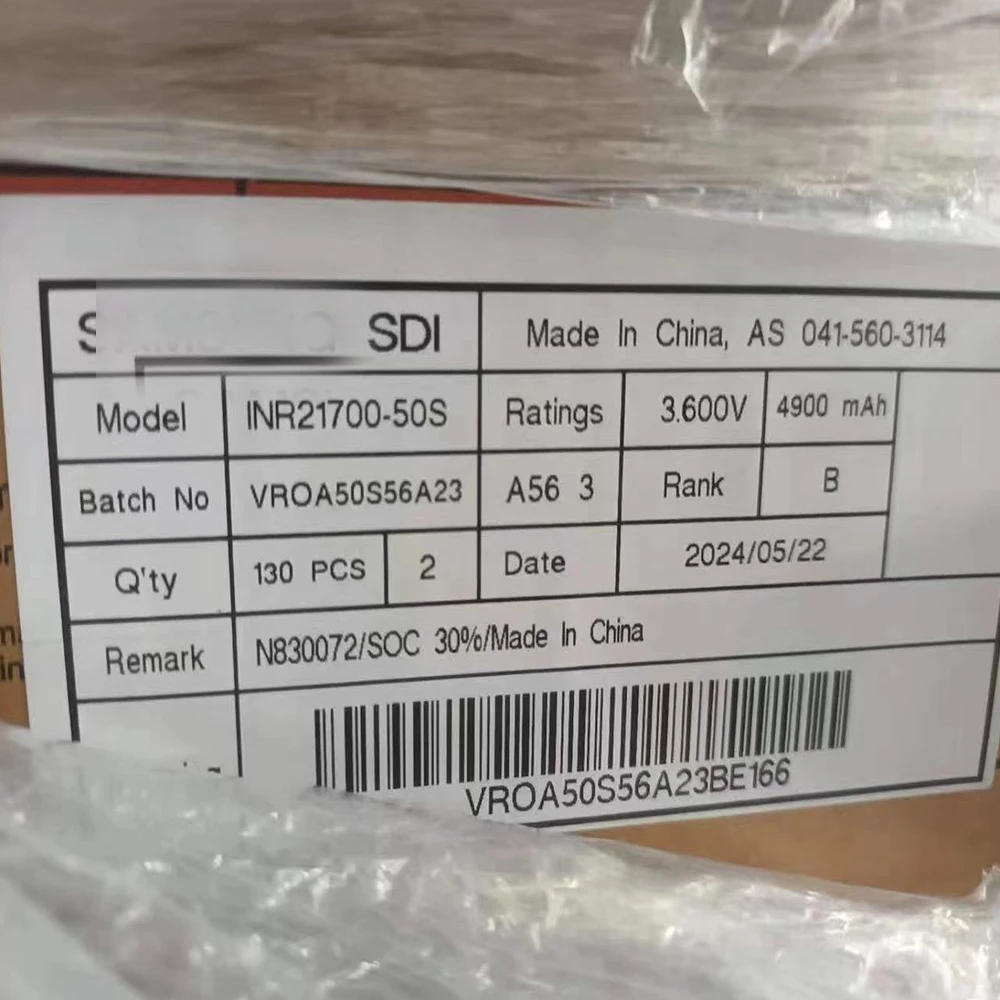 SDI
Made In China, AS 041-560-3114
Model INR21700-50S Ratings 3.600V 4900 mAh
Batch No VROA50S56A23 A56 3 Rank B
Q'ty 130 PCS 2 Date 2024/05/22
Remark N830072/SOC 30%/Made In China
VROA50S56A23BE166